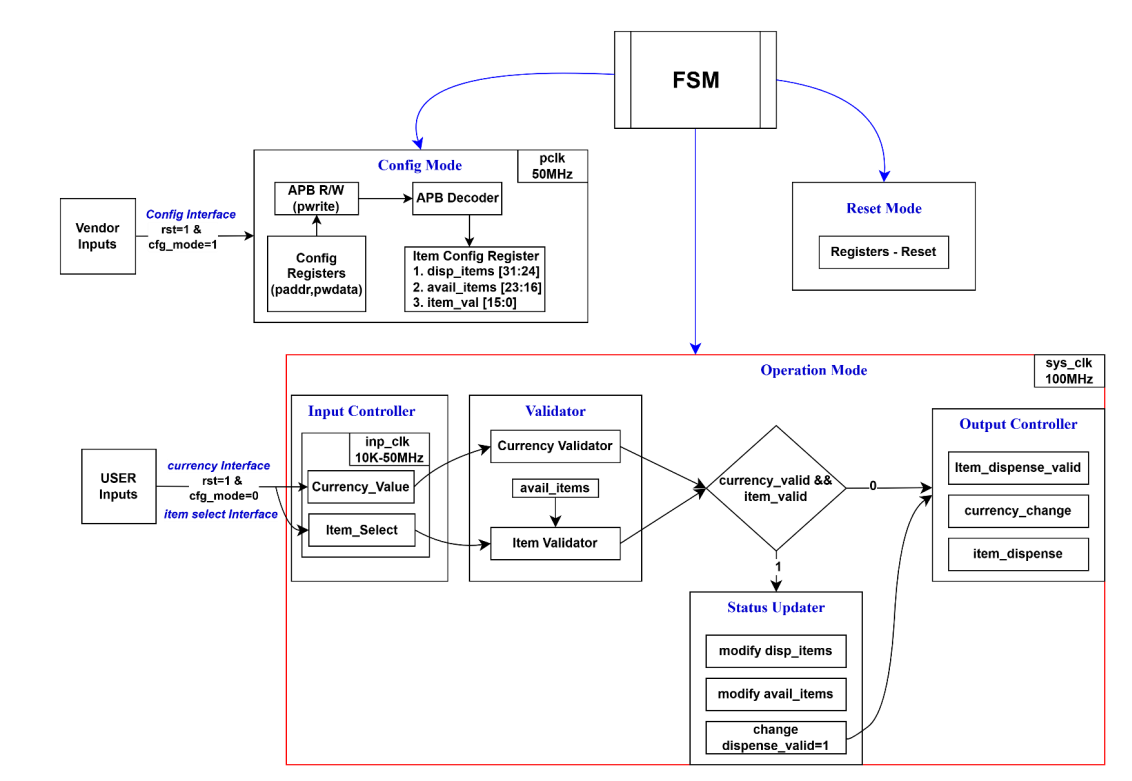 FSM
pclk
50MHz
Config Mode
APB R/W
(pwrite)
APB Decoder
Config
Registers
(paddr,pwdata)
Item Config Register
1. disp_items [31:24]
2. avail_items [23:16]
3. item_val [15:0]
Vendor
Inputs
Config Interface
rst=1 &
cfg_mode=1
Reset Mode
Registers - Reset
Operation Mode
sys_clk
100MHz
USER
Inputs
currency Interface
rst=1 &
cfg_mode=0
item select Interface
Input Controller
inp_clk
10K-50MHz
Currency_Value
Item_Select
Validator
Currency Validator
avail_items
Item Validator
currency_valid &&
item_valid
0
1
Output Controller
Item_dispense_valid
currency_change
item_dispense
Status Updater
modify disp_items
modify avail_items
change
dispense_valid=1